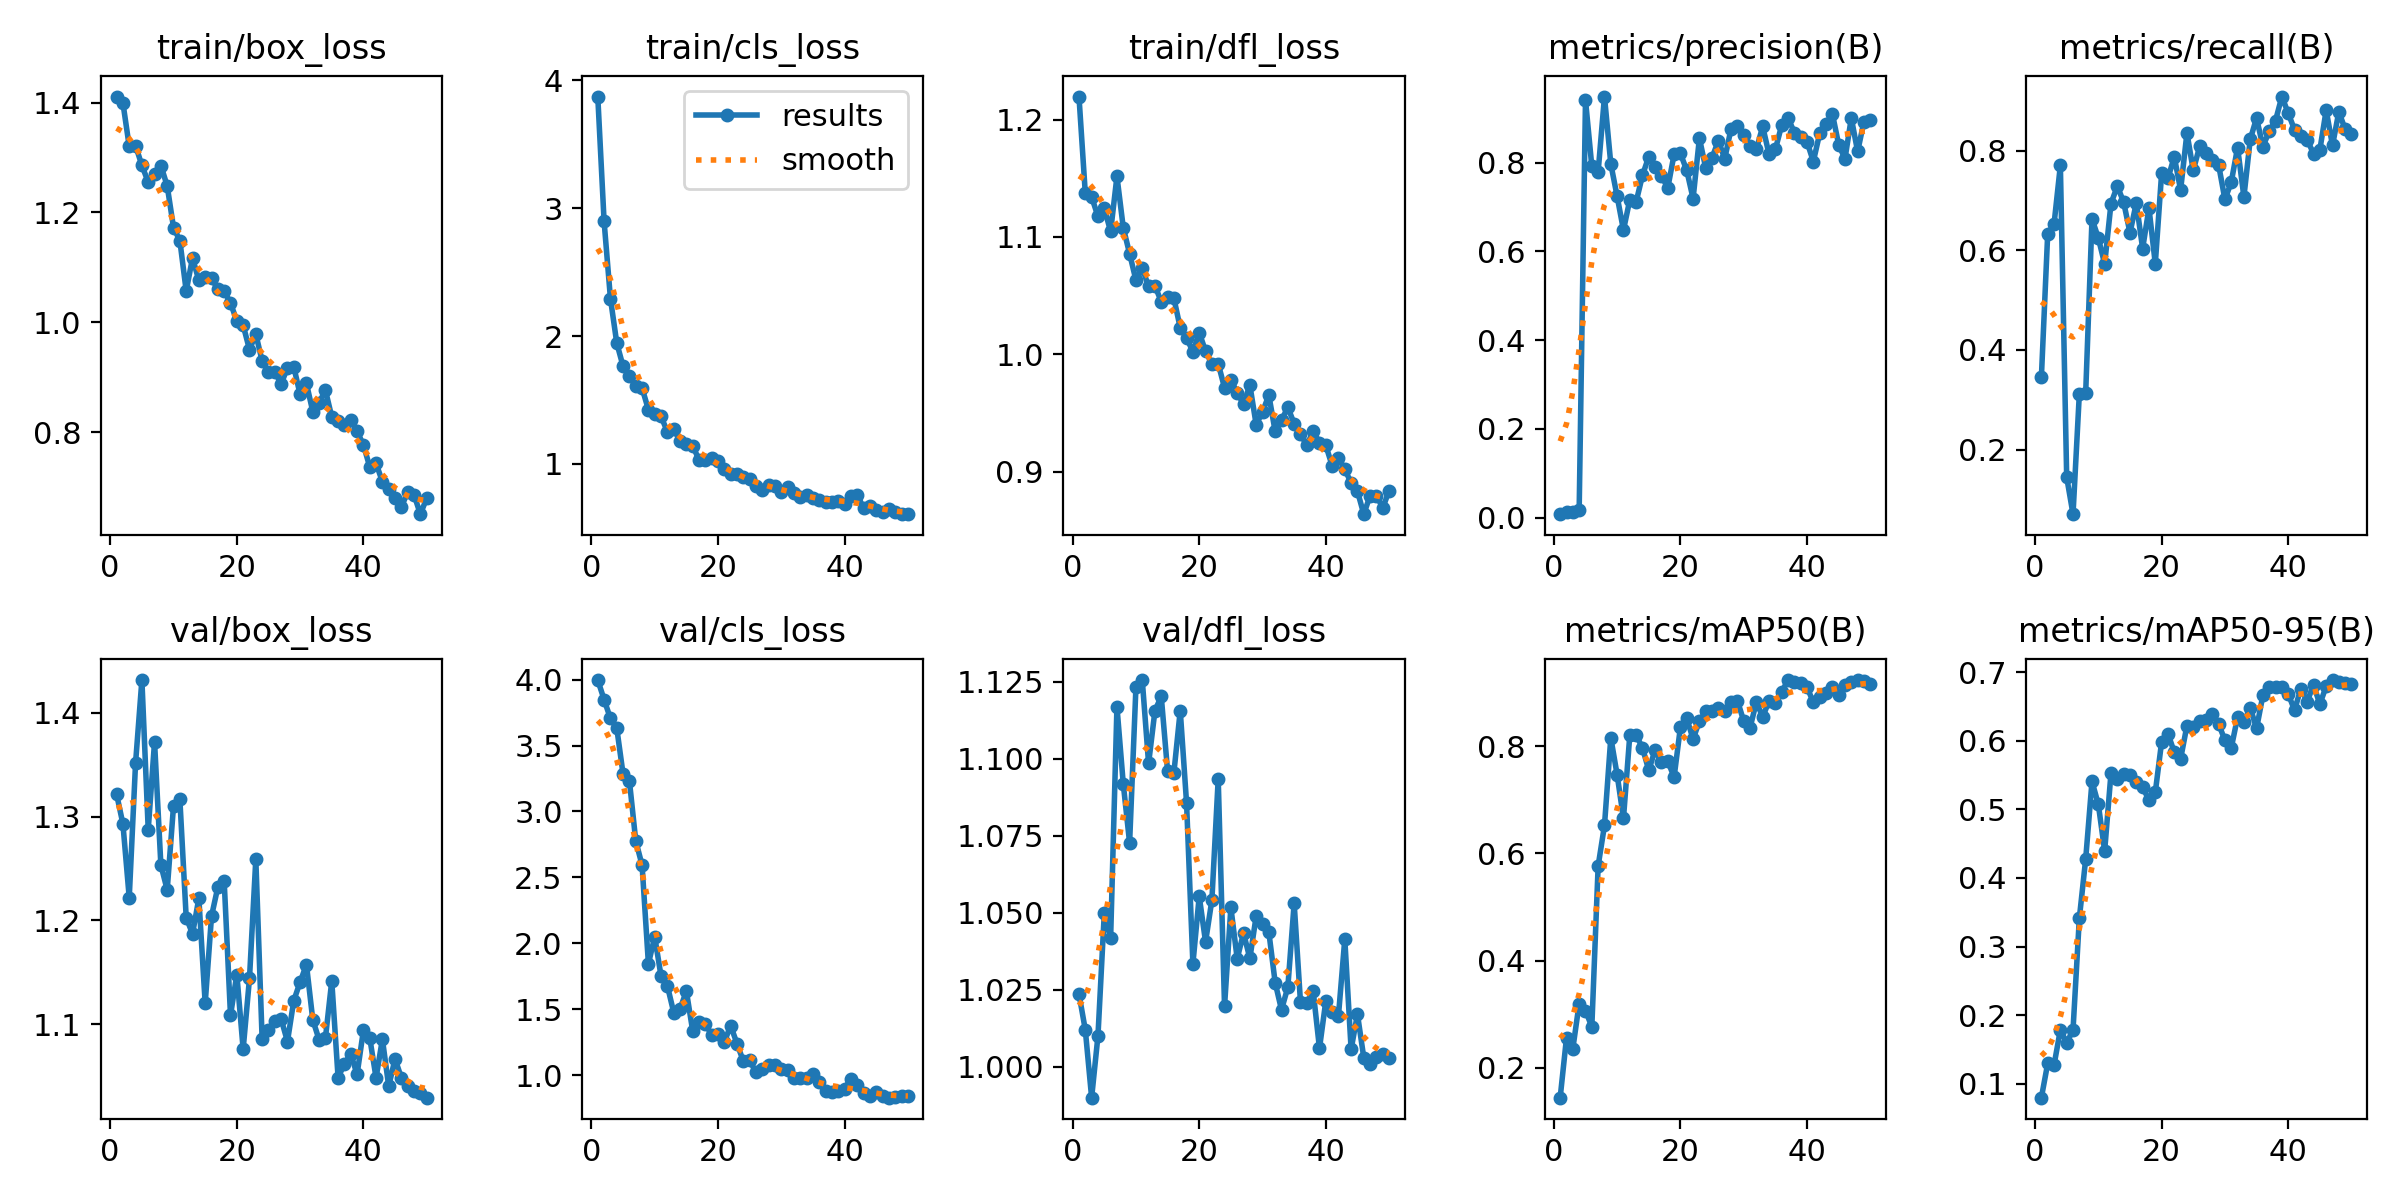 train/box_loss
1.4
1.2
1.0
0.8
0 20 40
train/cls_loss
results
smooth
4
3
2
1
0 20 40
train/dfl_loss
1.2
1.1
1.0
0.9
0 20 40
metrics/precision(B)
0.8
0.6
0.4
0.2
0.0
0 20 40
metrics/recall(B)
0.8
0.6
0.4
0.2
0 20 40
val/box_loss
1.4
1.3
1.2
1.1
0 20 40
val/cls_loss
4.0
3.5
3.0
2.5
2.0
1.5
1.0
0 20 40
val/dfl_loss
1.125
1.100
1.075
1.050
1.025
1.000
0 20 40
metrics/mAP50(B)
0.8
0.6
0.4
0.2
0 20 40
metrics/mAP50-95(B)
0.7
0.6
0.5
0.4
0.3
0.2
0.1
0 20 40